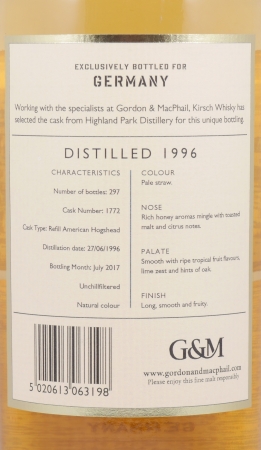 EXCLUSIVELY BOTTLED FOR
GERMANY
Working with the specialists at Gordon & MacPhail, Kirsch Whisky has
selected the cask from Highland Park Distillery for this unique bottling
DISTILLED 1996
CHARACTERISTICS
Number of bottles: 297
Cask Number: 1772
Cask Type: Refill American Hogshead
Distillation date: 27/06/1996
Bottling Month: July 2017
Unchillfiltered
Natural colour
COLOUR
Pale straw.
NOSE
Rich honey aromas mingle with toasted
malt and citrus notes.
PALATE
Smooth with ripe tropical fruit flavours,
lime zest and hints of oak.
FINISH
Long, smooth and fruity.
5 020613 063198
G&M
www.gordonandmacphail.com
Please enjoy this fine malt responsibly